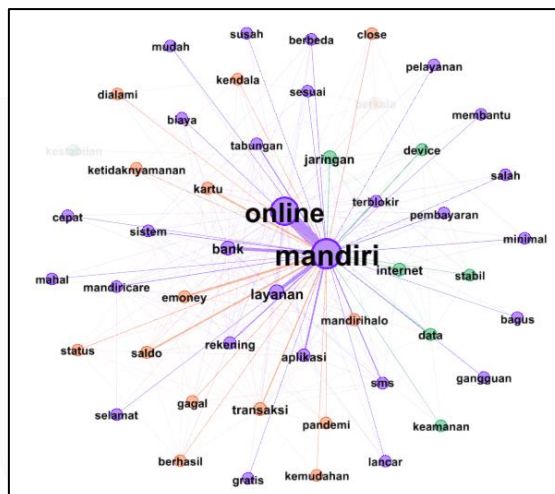 susah
close
mudah
berbeda
pelayanan
kendala
sesuai
dialami
berkala
membantu
biaya
tabungan
device
jaringan
kestabilan
ketidaknyamanan
salah
kartu
terblokir
online
cepat
pembayaran
sistem
minimal
bank
mandiri
internet
stabil
mahal
mandiricare
emoney
layanan
mandirihalo
bagus
data
status
saldo
rekening
aplikasi
sms
gangguan
gagal
transaksi
selamat
pandemi
keamanan
berhasil
gratis
kemudahan
lancar